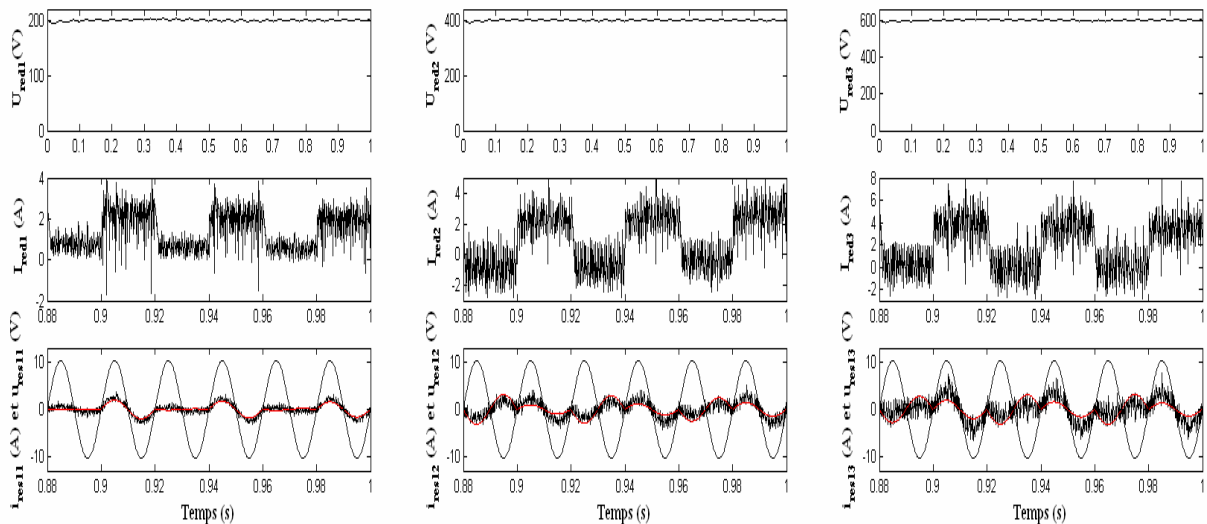 U_red1 (V)
200
100
0
0 0.1 0.2 0.3 0.4 0.5 0.6 0.7 0.8 0.9 1
U_red2 (V)
400
200
0
0 0.1 0.2 0.3 0.4 0.5 0.6 0.7 0.8 0.9 1
U_red3 (V)
600
400
200
0
0 0.1 0.2 0.3 0.4 0.5 0.6 0.7 0.8 0.9 1
I_red1 (A)
4
2
0
-2
0.88 0.9 0.92 0.94 0.96 0.98 1
I_red2 (A)
4
2
0
-2
0.88 0.9 0.92 0.94 0.96 0.98 1
I_red3 (A)
8
6
4
2
0
-2
0.88 0.9 0.92 0.94 0.96 0.98 1
i_res11 (A) et u_res11 (V)
10
0
-10
0.88 0.9 0.92 0.94 0.96 0.98 1
Temps (s)
i_res12 (A) et u_res12 (V)
10
0
-10
0.88 0.9 0.92 0.94 0.96 0.98 1
Temps (s)
i_res13 (A) et u_res13 (V)
10
0
-10
0.88 0.9 0.92 0.94 0.96 0.98 1
Temps (s)